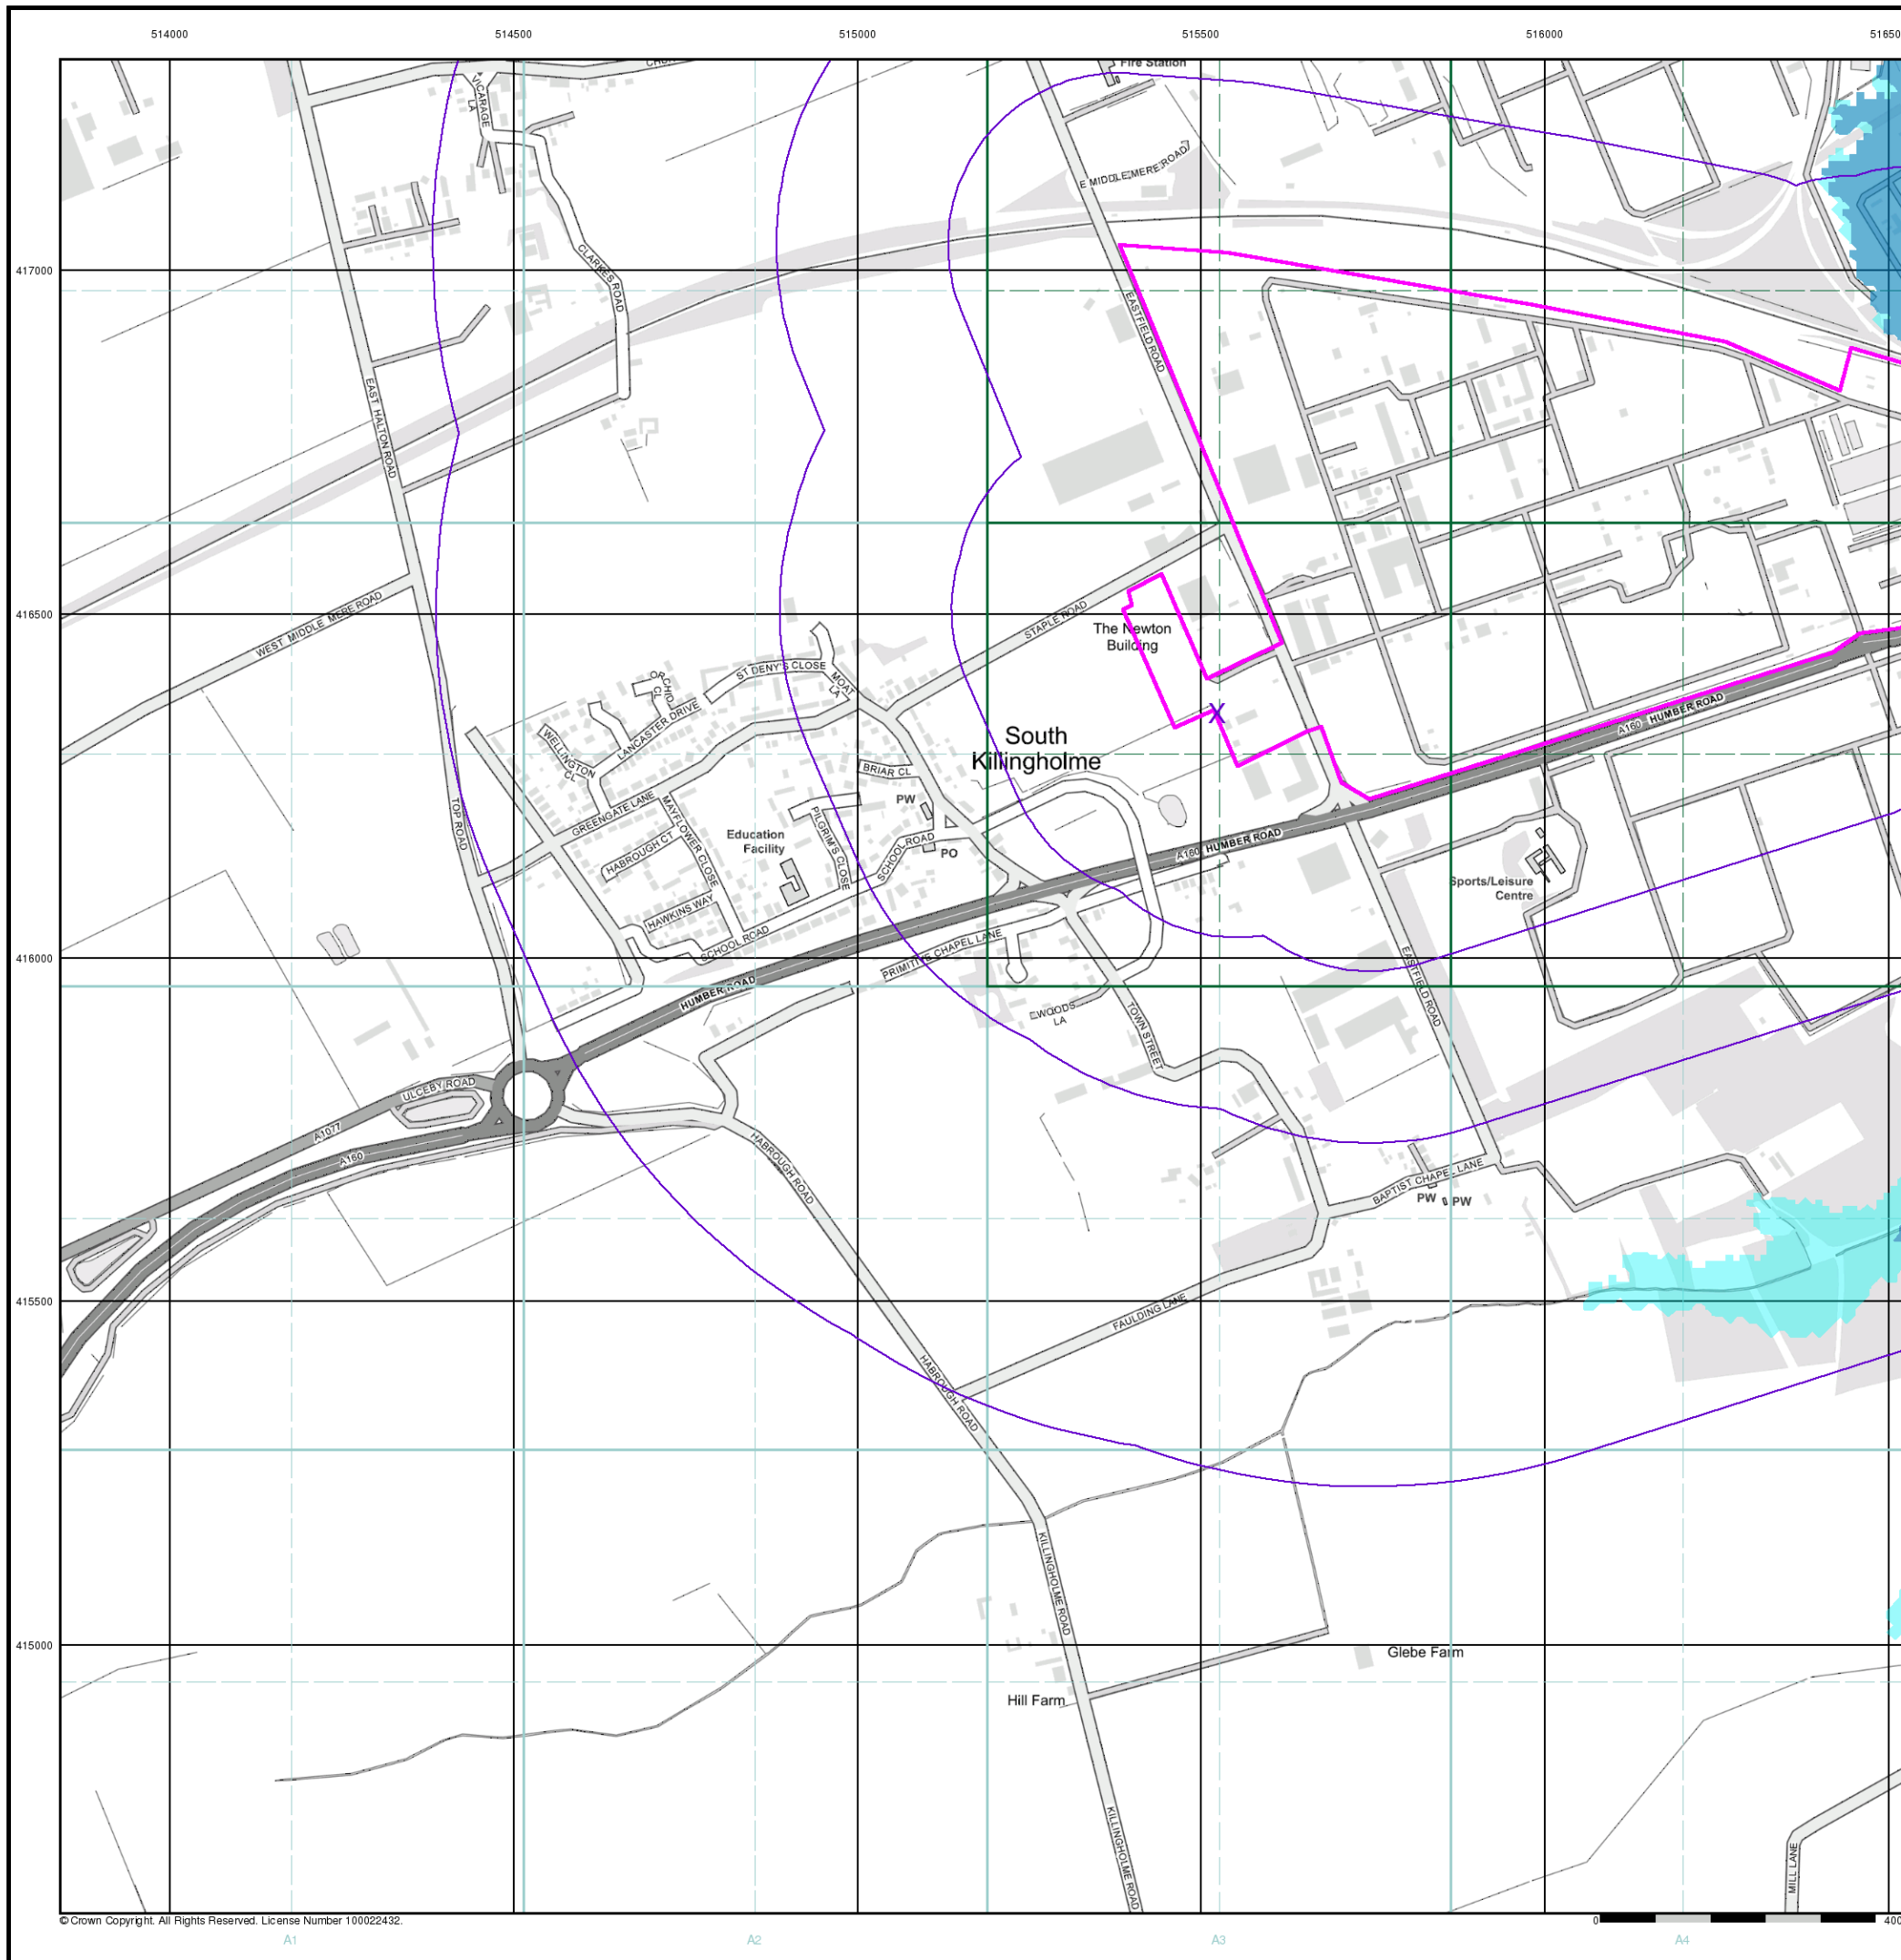 514000
514500
515000
515500
516000
Fire Station
VICARAGE
LA
E MIDDLE MERE ROAD
CLARKES ROAD
417000
EASTFIELD ROAD
EAST HALTON ROAD
416500
WEST MIDDLE MERE ROAD
STAPLE ROAD
The Newton
Building
ST DENY'S CLOSE
MOAT
LA
ORCHID
CL
LANCASTER DRIVE
WELLINGTON
CL
X
South
Killingholme
A160 HUMBER ROAD
BRIAR CL
PW
TOP ROAD
GREENGATE LANE
MAYFLOWER CLOSE
PILGRIM'S CLOSE
Education
Facility
HABROUGH CT
SCHOOL ROAD
PO
A160 HUMBER ROAD
Sports/Leisure
Centre
HAWKINS WAY
SCHOOL ROAD
PRIMITIVE CHAPEL LANE
416000
HUMBER ROAD
EASTFIELD ROAD
LA
TOWN STREET
ULCEBY ROAD
A1077
A160
HABROUGH ROAD
BAPTIST CHAPEL LANE
PW
PW
415500
FAULDING LANE
HABROUGH ROAD
KILLINGHOLME ROAD
415000
Glebe Farm
Hill Farm
KILLINGHOLME ROAD
MILL LANE
© Crown Copyright. All Rights Reserved. License Number 100022432.
0
A1
A2
A3
A4